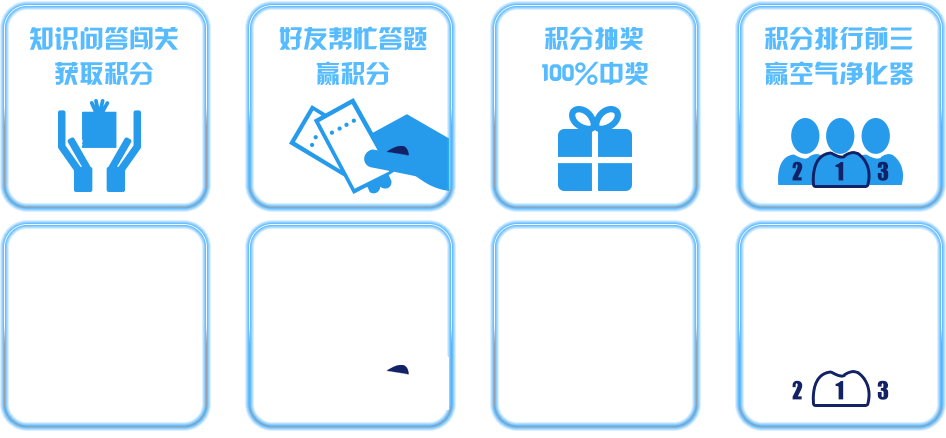 知识问答闯关
获取积分
好友帮忙答题
赢积分
积分抽奖
100%中奖
积分排行前三
赢空气净化器
2 1 3
2 1 3